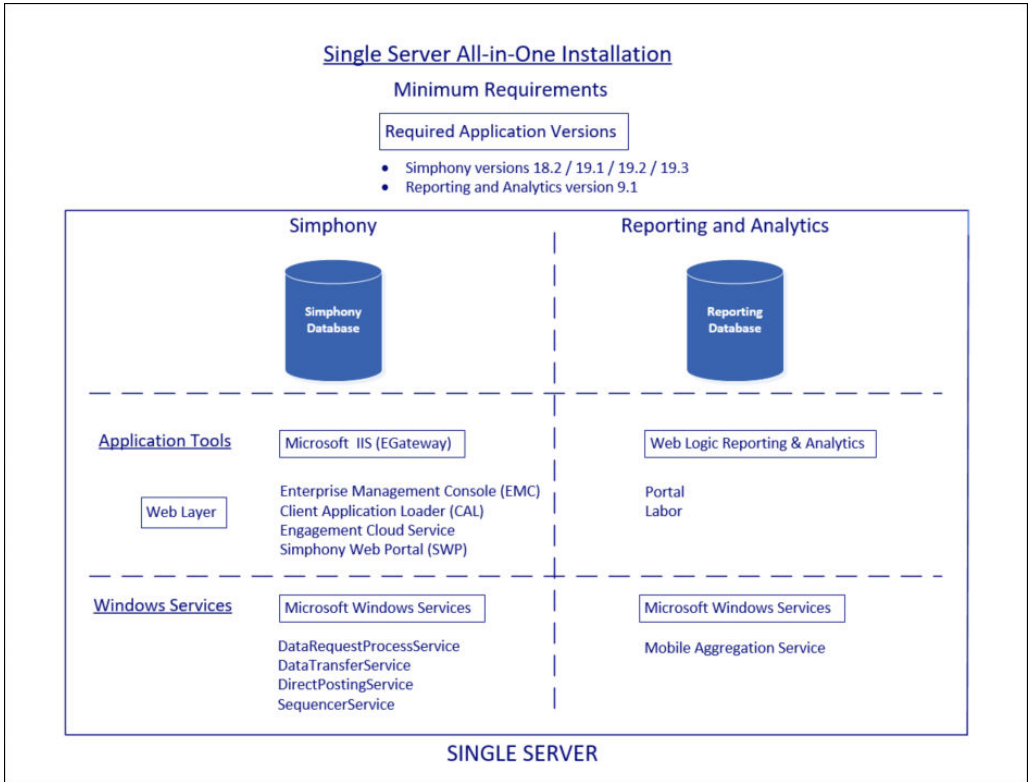 Single Server All-in-One Installation
Minimum Requirements
Required Application Versions
• Simphony versions 18.2 / 19.1 / 19.2 / 19.3
• Reporting and Analytics version 9.1
Simphony
Reporting and Analytics
Simphony
Database
Reporting
Database
Application Tools
Microsoft IIS (EGateway)
Web Logic Reporting & Analytics
Web Layer
Enterprise Management Console (EMC)
Client Application Loader (CAL)
Engagement Cloud Service
Simphony Web Portal (SWP)
Portal
Labor
Windows Services
Microsoft Windows Services
Microsoft Windows Services
DataRequestProcessService
DataTransferService
DirectPostingService
SequencerService
Mobile Aggregation Service
SINGLE SERVER